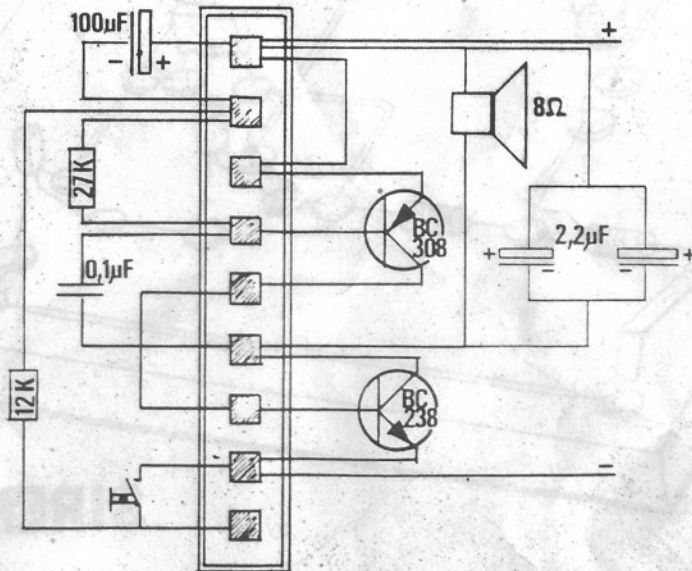 100µF
- +
+
8Ω
27K
BC
308
0,1µF
+ 2,2µF +
- -
12K
BC
238
-